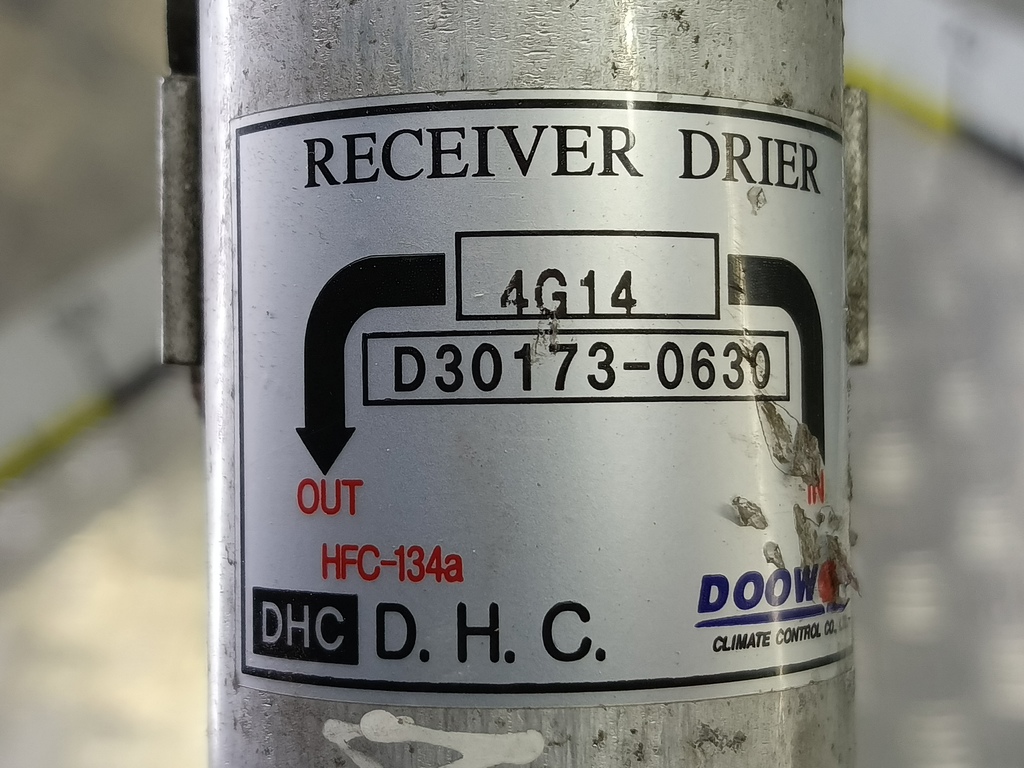 RECEIVER DRIER
4G14
D30173-0630
OUT
IN
HFC-134a
DHC D. H. C.
CLIMATE CONTROL CO.,